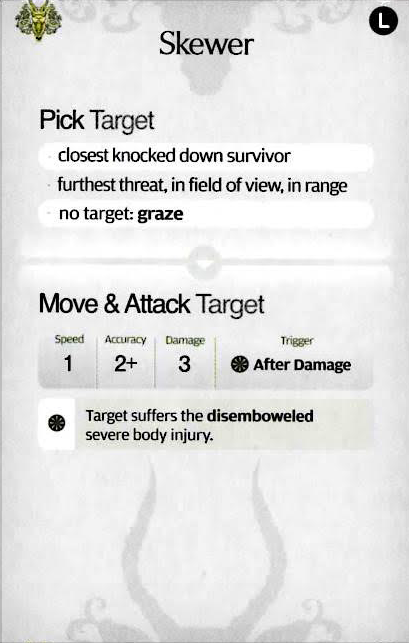 L
Skewer
Pick Target
closest knocked down survivor
furthest threat, in field of view, in range
no target: graze
Move & Attack Target
Speed Accuracy Damage Trigger
1 2+ 3 After Damage
Target suffers the disemboweled
severe body injury.